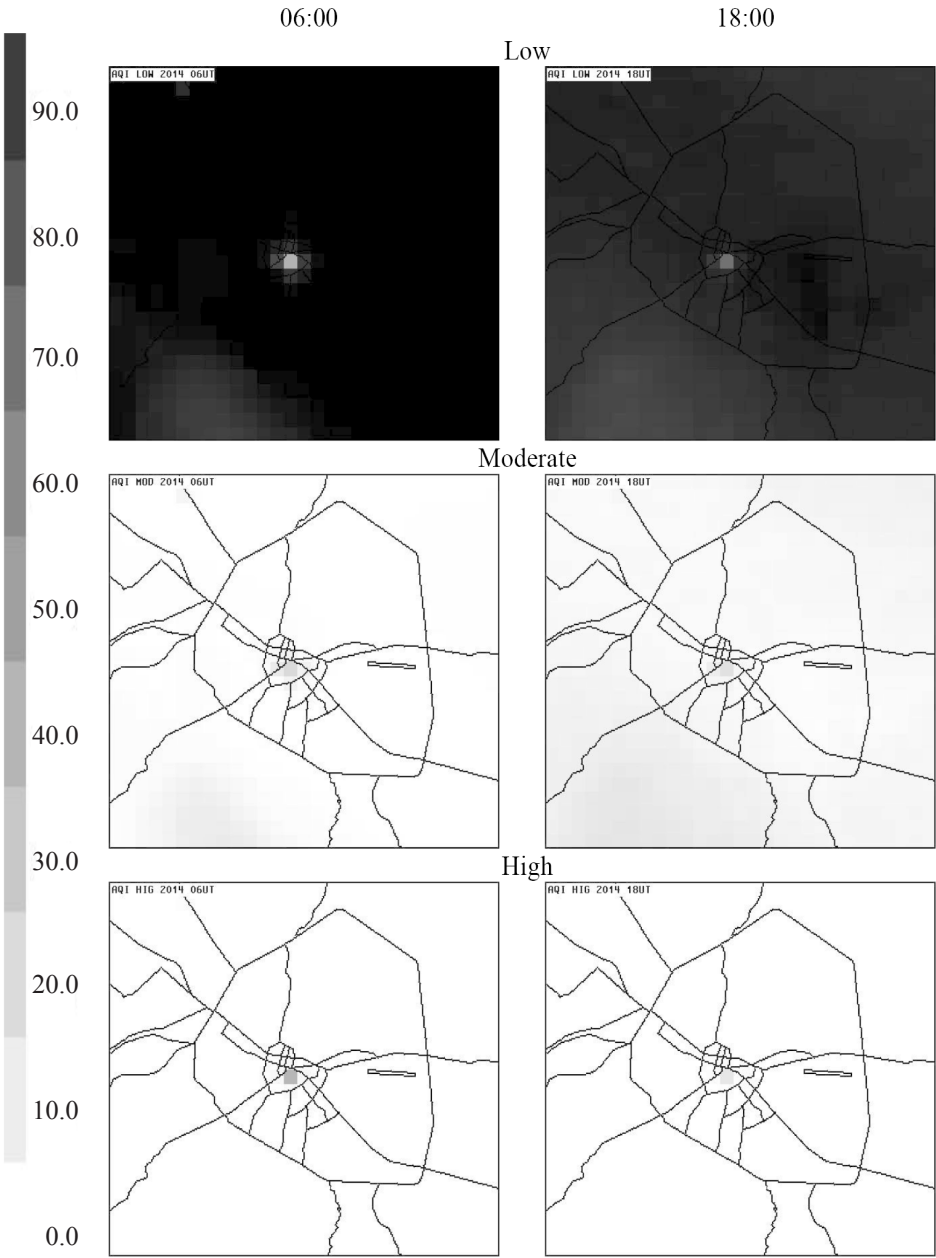 06:00 18:00
Low
AQI LOW 2014 06UT AQI LOW 2014 18UT
90.0
80.0
70.0
Moderate
AQI MOD 2014 06UT AQI MOD 2014 18UT
60.0
50.0
40.0
High
30.0
AQI HIG 2014 06UT AQI HIG 2014 18UT
20.0
10.0
0.0